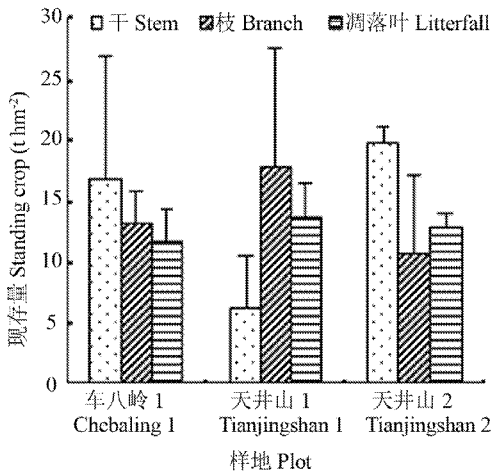 30
干 Stem 枝 Branch 凋落叶 Litterfall
25
20
15
10
5
0
现存量 Standing crop (t hm-2)
车八岭 1 天井山 1 天井山 2
Chebaling 1 Tianjingshan 1 Tianjingshan 2
样地 Plot